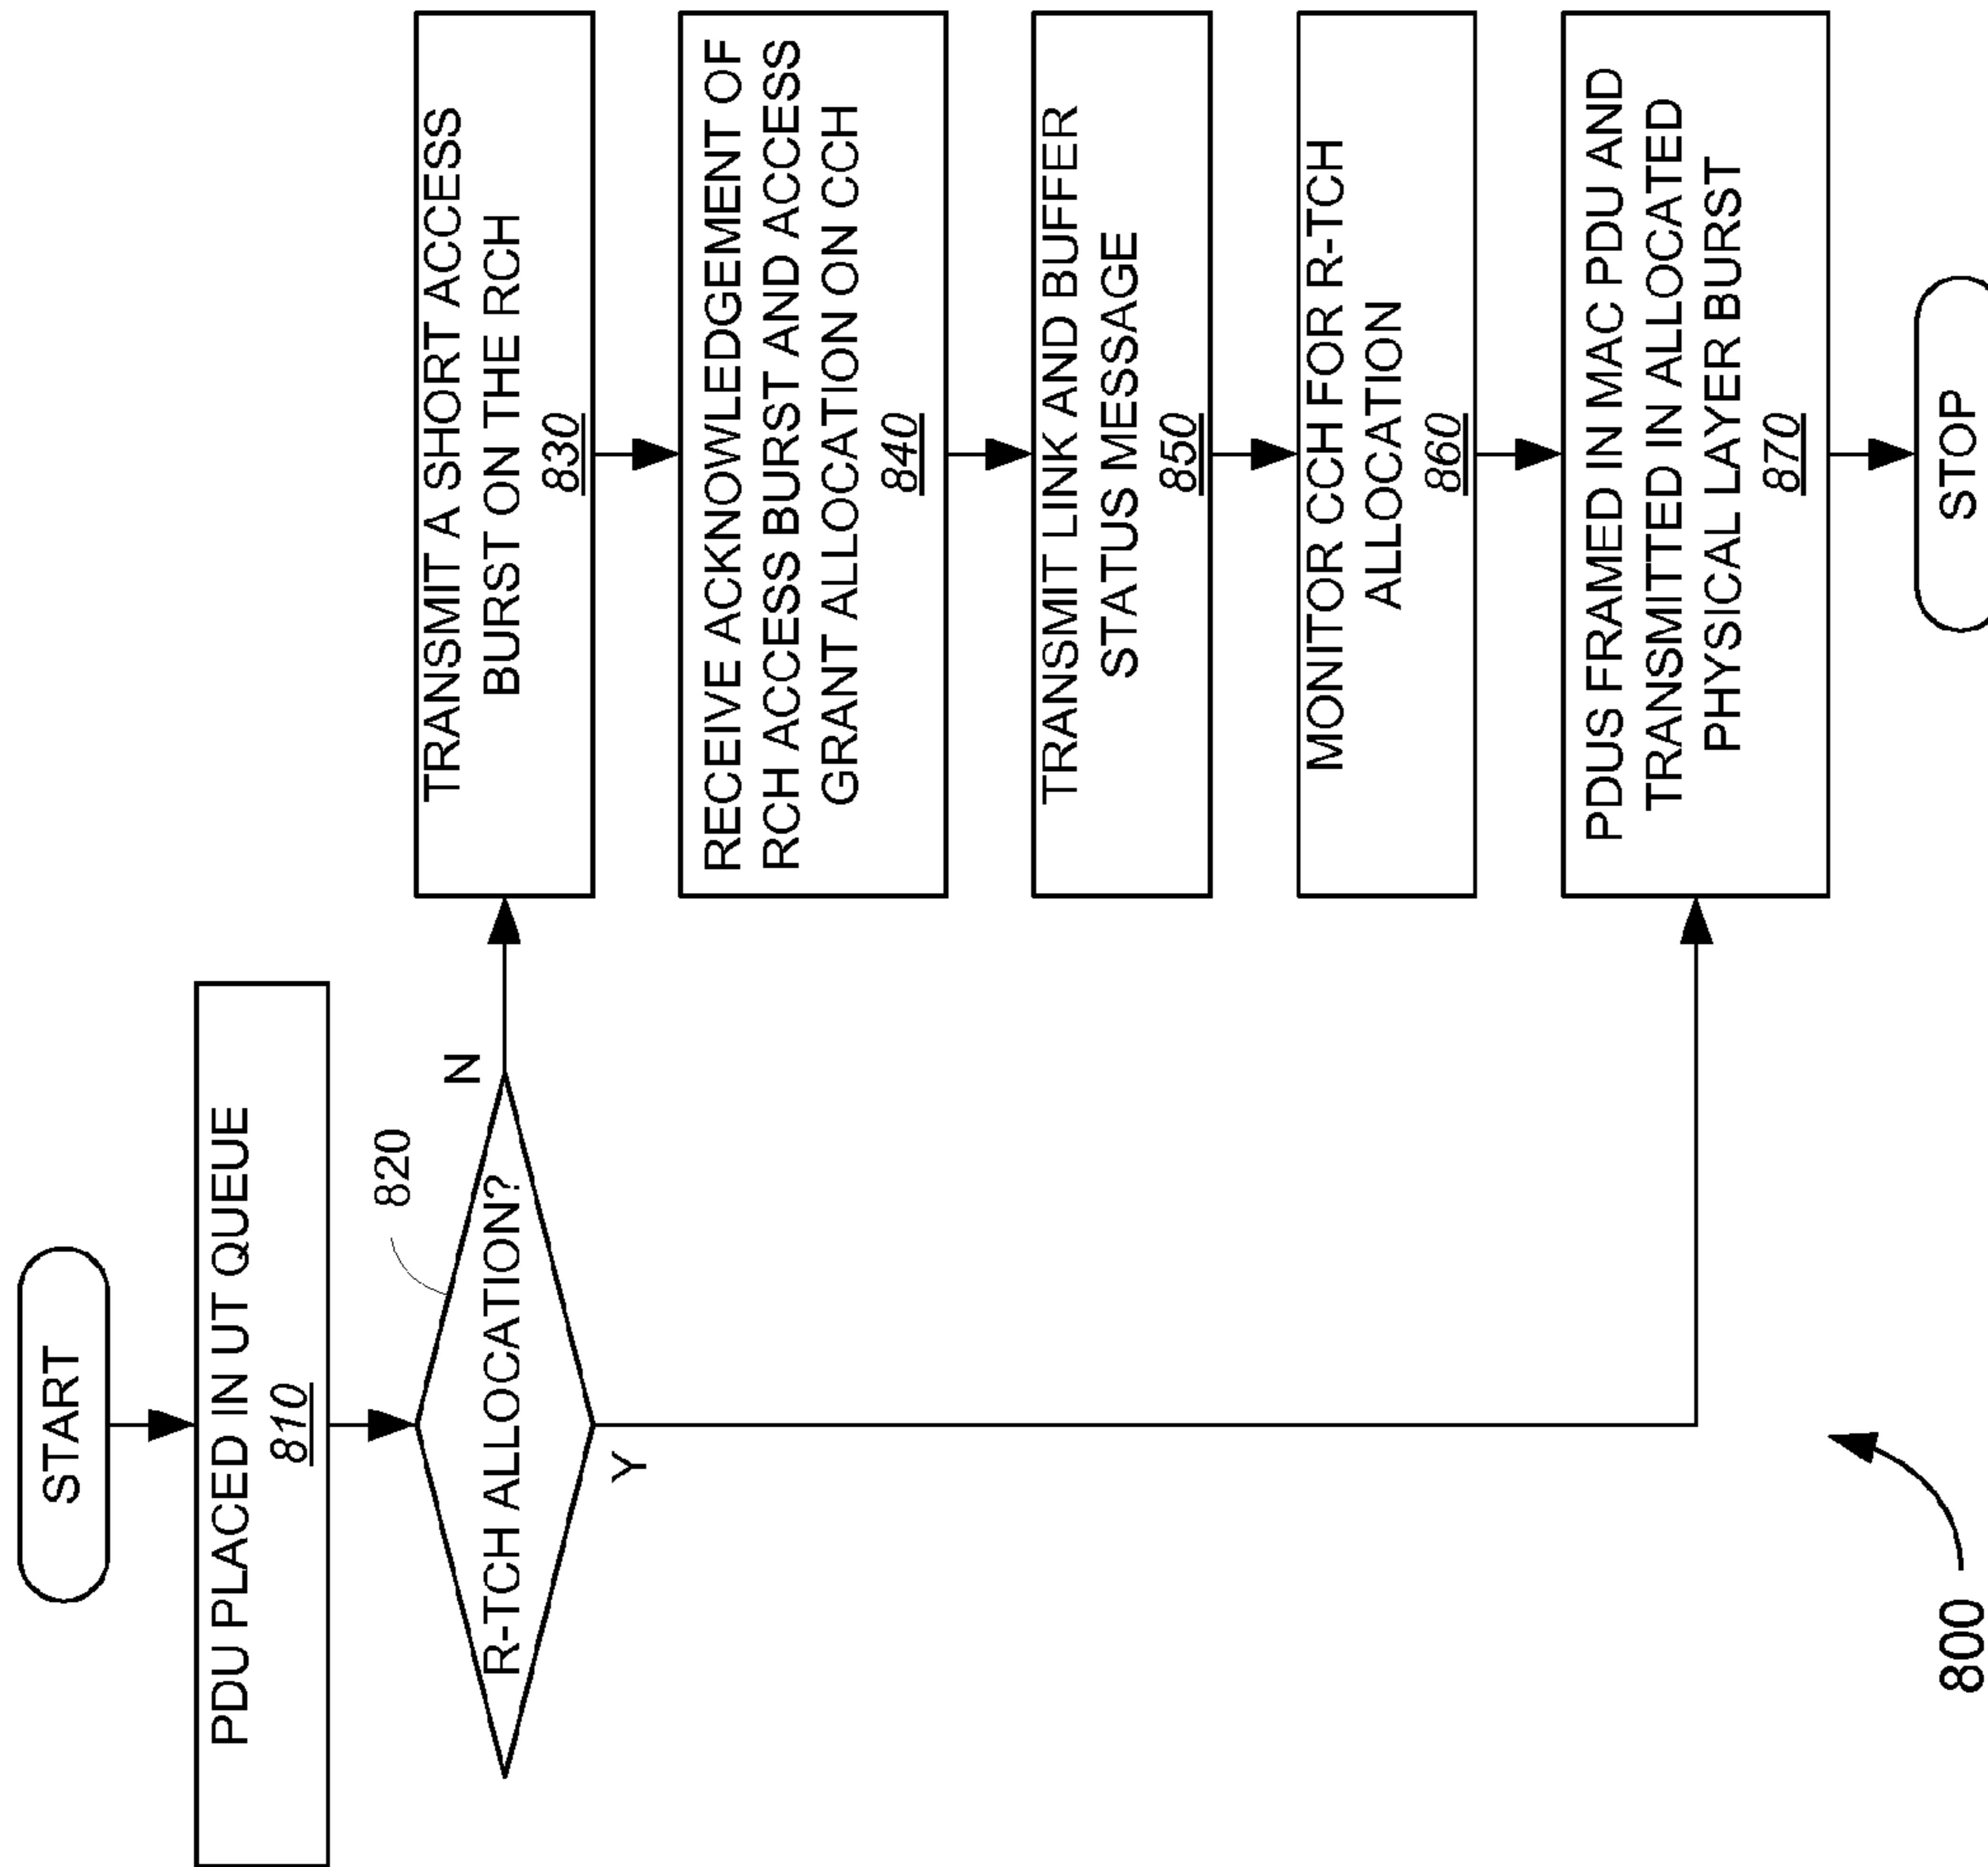 START
PDU PLACED IN UT QUEUE
810
820
R-TCH ALLOCATION?
N
Y
TRANSMIT A SHORT ACCESS
BURST ON THE RCH
830
RECEIVE ACKNOWLEDGEMENT OF
RCH ACCESS BURST AND ACCESS
GRANT ALLOCATION ON CCH
840
TRANSMIT LINK AND BUFFER
STATUS MESSAGE
850
MONITOR CCH FOR R-TCH
ALLOCATION
860
PDUS FRAMED IN MAC PDU AND
TRANSMITTED IN ALLOCATED
PHYSICAL LAYER BURST
870
STOP
800